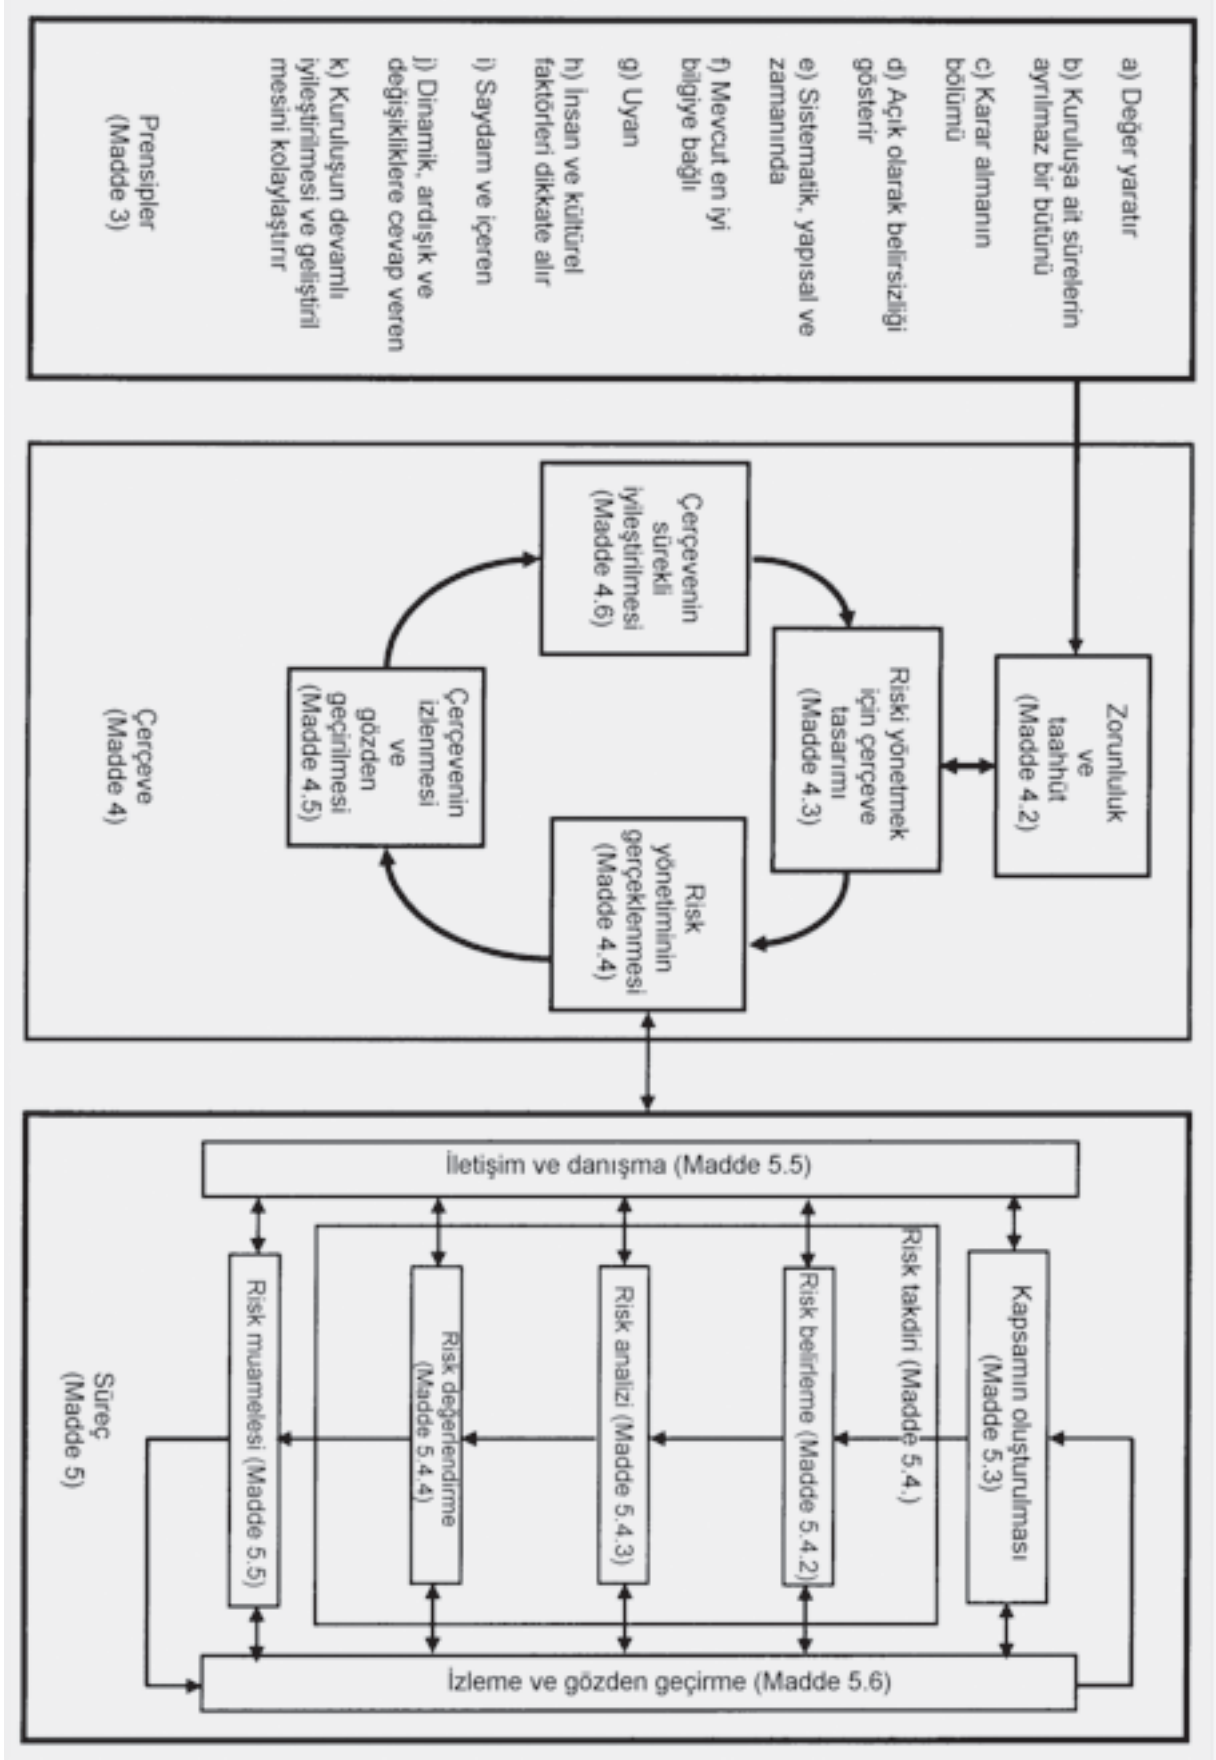 a) Değer yaratır
b) Kuruluşa ait sürelerin
ayrılmaz bir bütünü
c) Karar almanın
bölümü
d) Açık olarak belirsizliği
gösterir
e) Sistematik, yapısal ve
zamanında
f) Mevcut en iyi
bilgiye bağlı
g) Uyan
h) İnsan ve kültürel
faktörleri dikkate alır
i) Saydam ve içeren
j) Dinamik, ardışık ve
değişikliklere cevap veren
k) Kuruluşun devamlı
iyileştirilmesi ve geliştiril
mesini kolaylaştırır
Prensipler
(Madde 3)
Zorunluluk
ve
taahhüt
(Madde 4.2)
Riski yönetmek
için çerçeve
tasarımı
(Madde 4.3)
Çerçevenin
sürekli
iyileştirilmesi
(Madde 4.6)
Risk
yönetiminin
gerçeklenmesi
(Madde 4.4)
Çerçevenin
izlenmesi
ve
gözden
geçirilmesi
(Madde 4.5)
Çerçeve
(Madde 4)
İletişim ve danışma (Madde 5.5)
Kapsamın oluşturulması
(Madde 5.3)
Risk takdiri (Madde 5.4.)
Risk belirleme (Madde 5.4.2)
Risk analizi (Madde 5.4.3)
Risk değerlendirme
(Madde 5.4.4)
Risk muamelesi (Madde 5.5)
İzleme ve gözden geçirme (Madde 5.6)
Süreç
(Madde 5)